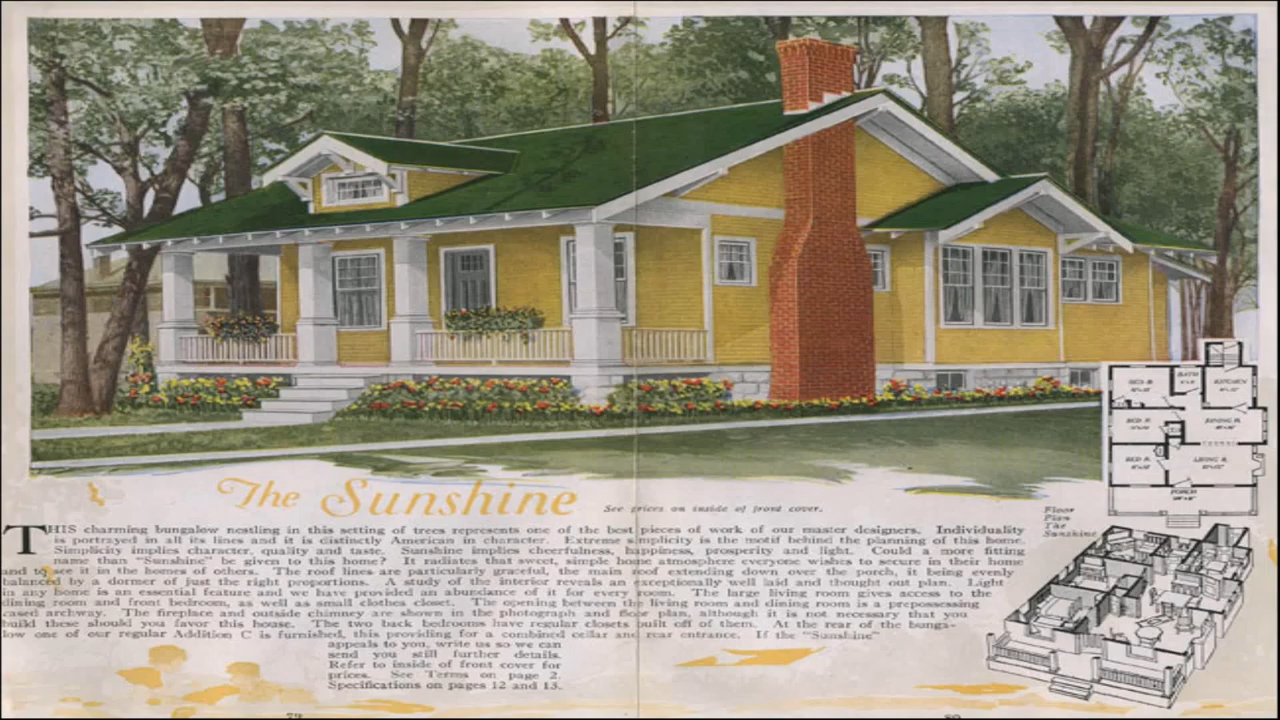 The Sunshine
See prices on inside of front cover.
THIS charming bungalow nestling in this setting of trees represents one of the best pieces of work of our master designers. Individuality
is portrayed in all its lines and it is distinctly American in character. Extreme simplicity is the motif behind the planning of this home.
Simplicity implies character, quality and taste. Sunshine implies cheerfulness, happiness, prosperity and light. Could a more fitting
name than "Sunshine" be given to this home? It radiates that sweet, simple home atmosphere everyone wishes to secure in their home
and to see it in the homes of others. The roof lines are particularly graceful, the main roof extending down over the porch, it being evenly
balanced by a dormer of just the right proportions. A study of the interior reveals an exceptionally well laid and thought out plan. Light
in any home is an essential feature and we have provided an abundance of it for every room. The large living room gives access to the
dining room and front bedroom, as well as small clothes closet. The opening between the living room and dining room is a prepossessing
archway. The fireplace and outside chimney are shown in the photograph and floor plan, although it is not necessary that you
build these should you favor this house. The two back bedrooms have regular closets built off of them. At the rear of the bunga-
low one of our regular Addition C is furnished, this providing for a combined cellar and rear entrance. If the "Sunshine"
appeals to you, write us so we can
send you still further details.
Refer to inside of front cover for
prices. See Terms on page 2.
Specifications on pages 12 and 13.
BED R.
BATH
KITCHEN
BED R.
DINING R.
BED R.
LIVING R.
PORCH
Floor
Plan
The
Sunshine